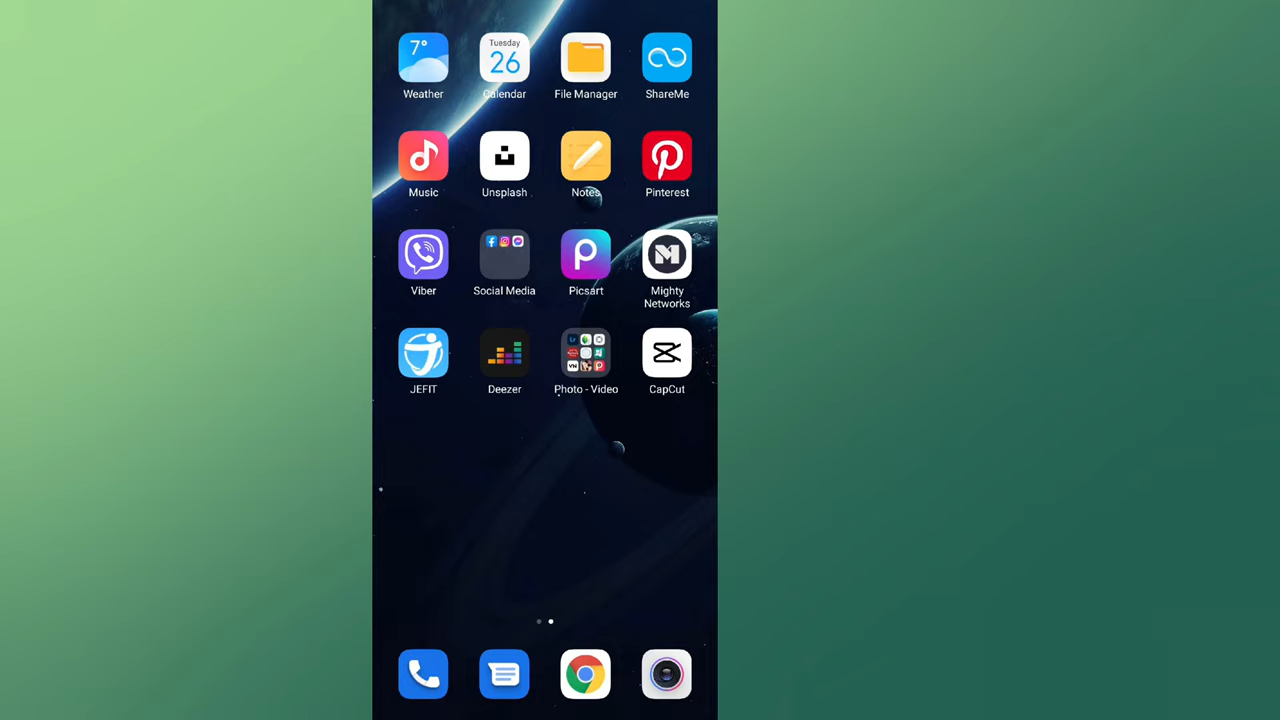 7°
Tuesday
26
Weather
Calendar
File Manager
ShareMe
Music
Unsplash
Notes
Pinterest
Viber
Social Media
Picsart
Mighty
Networks
JEFIT
Deezer
Photo - Video
CapCut